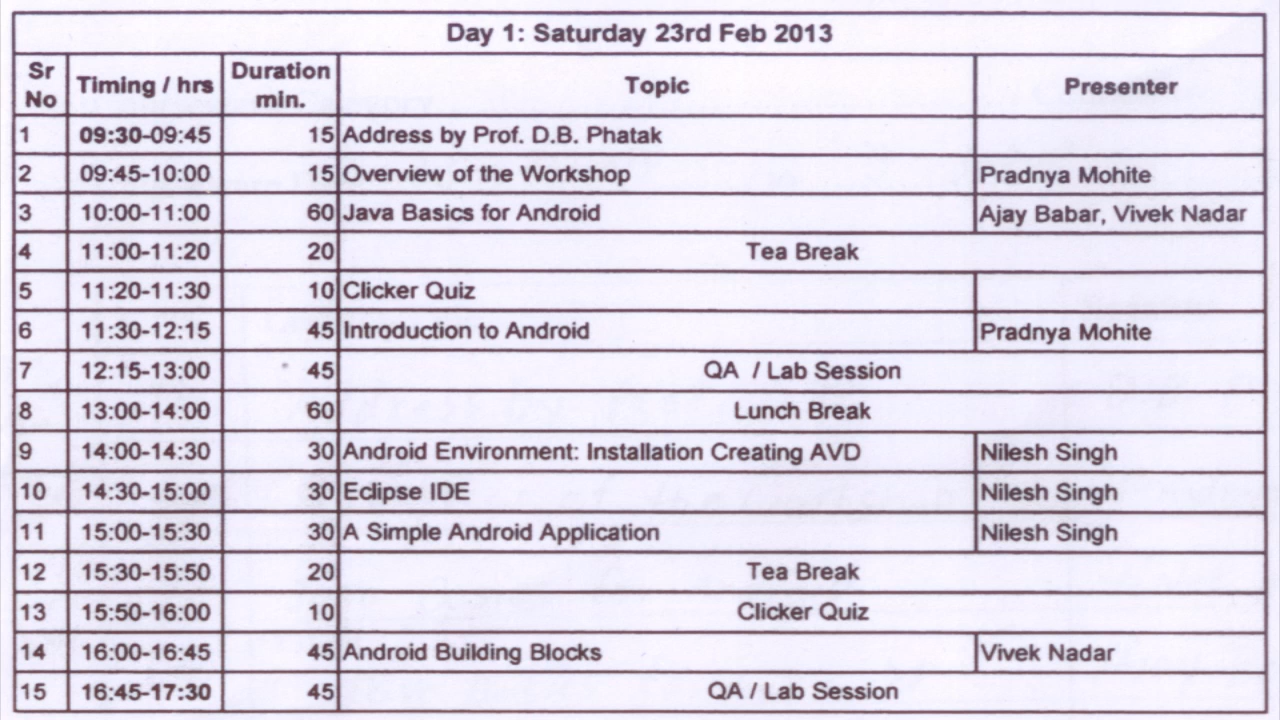 Day 1: Saturday 23rd Feb 2013
Sr No Timing / hrs Duration min. Topic Presenter
1 09:30-09:45 15 Address by Prof. D.B. Phatak
2 09:45-10:00 15 Overview of the Workshop Pradnya Mohite
3 10:00-11:00 60 Java Basics for Android Ajay Babar, Vivek Nadar
4 11:00-11:20 20 Tea Break
5 11:20-11:30 10 Clicker Quiz
6 11:30-12:15 45 Introduction to Android Pradnya Mohite
7 12:15-13:00 45 QA / Lab Session
8 13:00-14:00 60 Lunch Break
9 14:00-14:30 30 Android Environment: Installation Creating AVD Nilesh Singh
10 14:30-15:00 30 Eclipse IDE Nilesh Singh
11 15:00-15:30 30 A Simple Android Application Nilesh Singh
12 15:30-15:50 20 Tea Break
13 15:50-16:00 10 Clicker Quiz
14 16:00-16:45 45 Android Building Blocks Vivek Nadar
15 16:45-17:30 45 QA / Lab Session